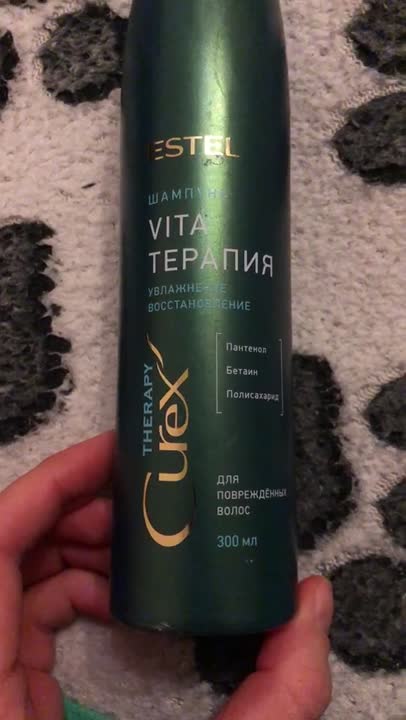 ESTEL
ШАМПУНЬ
VITA
ТЕРАПИЯ
УВЛАЖНЕНИЕ
ВОССТАНОВЛЕНИЕ
Пантенол
Бетаин
Полисахарид
THERAPY
Curex
ДЛЯ
ПОВРЕЖДЁННЫХ
ВОЛОС
300 мл